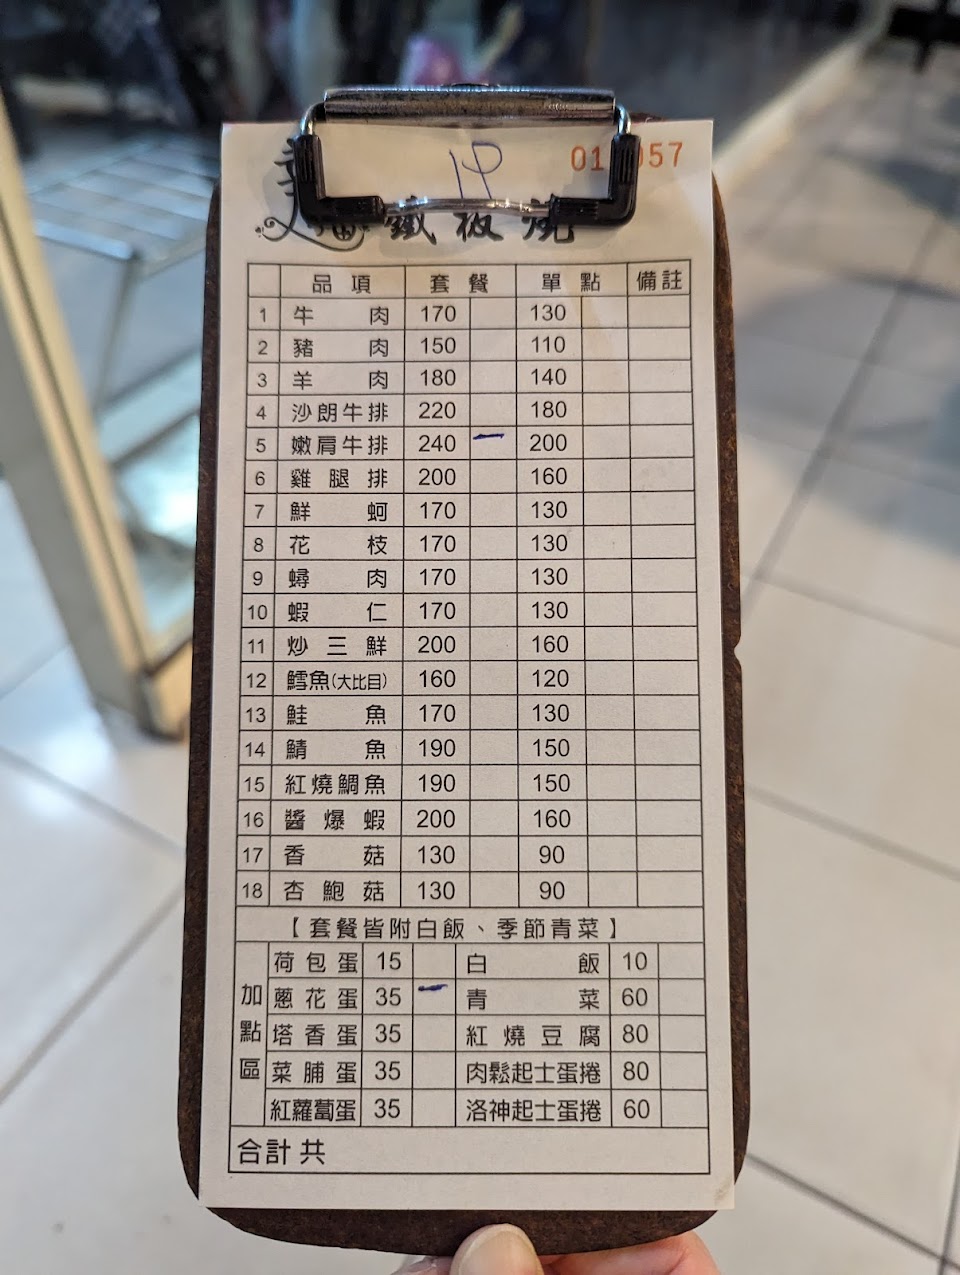 鐵板燒
品項 套餐 單點 備註
1 牛肉 170 130
2 豬肉 150 110
3 羊肉 180 140
4 沙朗牛排 220 180
5 嫩肩牛排 240 一 200
6 雞腿排 200 160
7 鮮蚵 170 130
8 花枝 170 130
9 蟳肉 170 130
10 蝦仁 170 130
11 炒三鮮 200 160
12 鱈魚(大比目) 160 120
13 鮭魚 170 130
14 鯖魚 190 150
15 紅燒鯛魚 190 150
16 醬爆蝦 200 160
17 香菇 130 90
18 杏鮑菇 130 90
【套餐皆附白飯、季節青菜】
加點區
荷包蛋 15 白飯 10
蔥花蛋 35 一 青菜 60
塔香蛋 35 紅燒豆腐 80
菜脯蛋 35 肉鬆起士蛋捲 80
紅蘿蔔蛋 35 洛神起士蛋捲 60
合計共